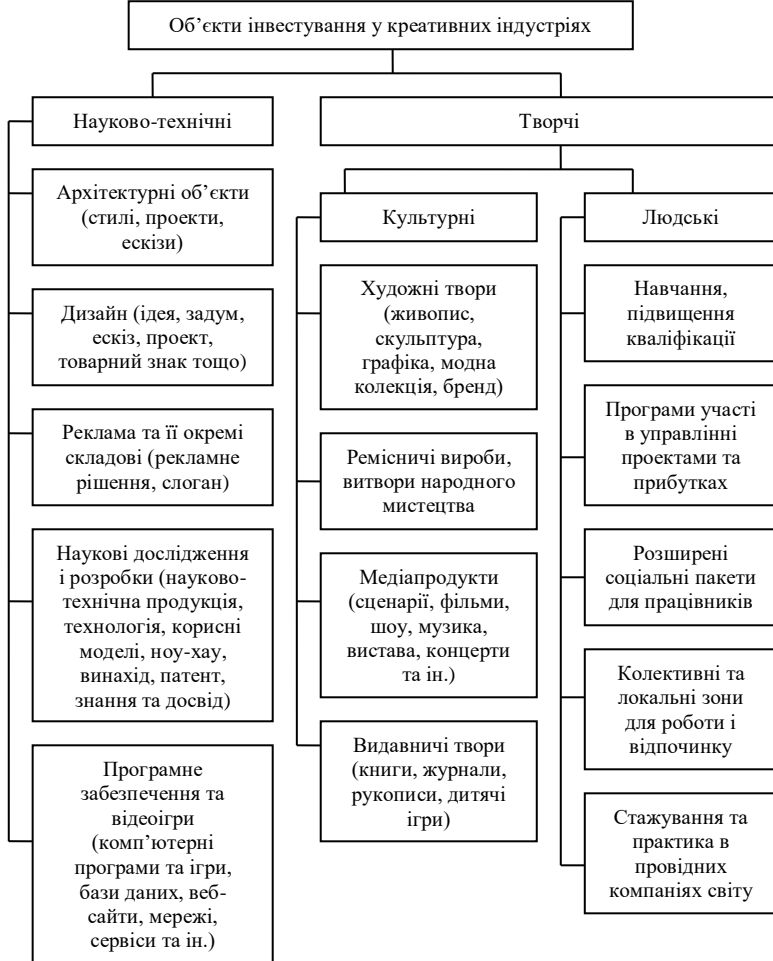 Об’єкти інвестування у креативних індустріях
Науково-технічні
Архітектурні об’єкти
(стилі, проекти,
ескізи)
Дизайн (ідея, задум,
ескіз, проект,
товарний знак тощо)
Реклама та її окремі
складові (рекламне
рішення, слоган)
Наукові дослідження
і розробки (науково-
технічна продукція,
технологія, корисні
моделі, ноу-хау,
винахід, патент,
знання та досвід)
Програмне
забезпечення та
відеоігри
(комп’ютерні
програми та ігри,
бази даних, веб-
сайти, мережі,
сервіси та ін.)
Творчі
Культурні
Художні твори
(живопис,
скульптура,
графіка, модна
колекція, бренд)
Ремісничі вироби,
витвори народного
мистецтва
Медіапродукти
(сценарії, фільми,
шоу, музика,
вистава, концерти
та ін.)
Видавничі твори
(книги, журнали,
рукописи, дитячі
ігри)
Людські
Навчання,
підвищення
кваліфікації
Програми участі
в управлінні
проектами та
прибутках
Розширені
соціальні пакети
для працівників
Колективні та
локальні зони
для роботи і
відпочинку
Стажування та
практика в
провідних
компаніях світу